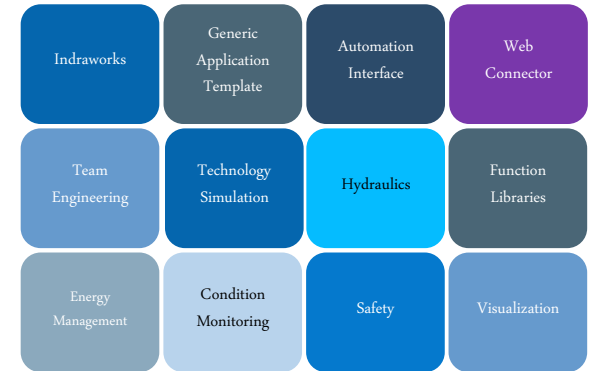 Indraworks
Generic
Application
Template
Automation
Interface
Web
Connector
Team
Engineering
Technology
Simulation
Hydraulics
Function
Libraries
Energy
Management
Condition
Monitoring
Safety
Visualization